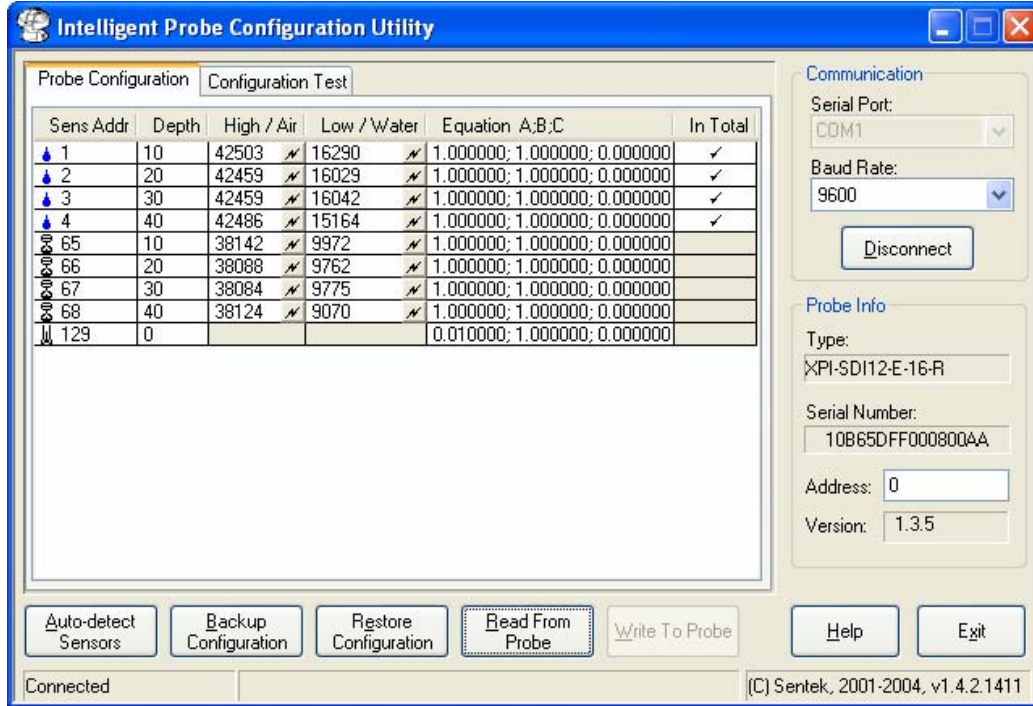 Intelligent Probe Configuration Utility
Probe Configuration Configuration Test
Sens Addr Depth High / Air Low / Water Equation A;B;C In Total
1 10 42503 16290 1.000000; 1.000000; 0.000000 ✓
2 20 42459 16029 1.000000; 1.000000; 0.000000 ✓
3 30 42459 16042 1.000000; 1.000000; 0.000000 ✓
4 40 42486 15164 1.000000; 1.000000; 0.000000 ✓
65 10 38142 9972 1.000000; 1.000000; 0.000000
66 20 38088 9762 1.000000; 1.000000; 0.000000
67 30 38084 9775 1.000000; 1.000000; 0.000000
68 40 38124 9070 1.000000; 1.000000; 0.000000
129 0 0.010000; 1.000000; 0.000000
Communication
Serial Port:
COM1
Baud Rate:
9600
Disconnect
Probe Info
Type:
XPI-SDI12-E-16-R
Serial Number:
10B65DFF000800AA
Address: 0
Version: 1.3.5
Auto-detect
Sensors
Backup
Configuration
Restore
Configuration
Read From
Probe
Write To Probe
Help
Exit
Connected
(C) Sentek, 2001-2004, v1.4.2.1411